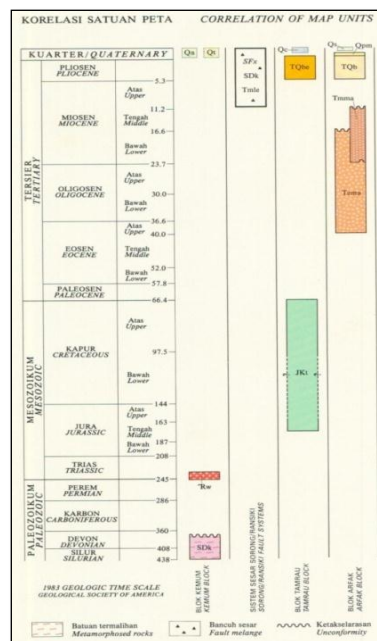 KORELASI SATUAN PETA CORRELATION OF MAP UNITS
KUARTER/QUATERNARY
Qa Qt
Qc
Qpm
TERSIER
TERTIARY
PLIOSEN
PLIOCENE
5.3
MIOSEN
MIOCENE
Atas
Upper
11.2
Tengah
Middle
16.6
Bawah
Lower
23.7
OLIGOSEN
OLIGOCENE
Atas
Upper
30.0
Bawah
Lower
36.6
EOSEN
EOCENE
Atas
Upper
40.0
Tengah
Middle
52.0
Bawah
Lower
57.8
PALEOSEN
PALEOCENE
66.4
MESOZOIKUM
MESOZOIC
KAPUR
CRETACEOUS
Atas
Upper
97.5
Bawah
Lower
144
JURA
JURASSIC
Atas
Upper
163
Tengah
Middle
187
Bawah
Lower
208
TRIAS
TRIASSIC
245
PALEOZOIKUM
PALEOZOIC
PEREM
PERMIAN
286
KARBON
CARBONIFEROUS
360
DEVON
DEVONIAN
408
SILUR
SILURIAN
438
SDk
SFs
SDk
TQh
Tmma
JKt
BLOK KEMUM
KEMUM BLOCK
SISTEM SESAR SORONG/RANSIKI
SORONG/RANSIKI FAULT SYSTEMS
BLOK TAMRAU
TAMRAU BLOCK
BLOK ARFAK
ARFAK BLOCK
1983 GEOLOGIC TIME SCALE
GEOLOGICAL SOCIETY OF AMERICA
Batuan termalihan
Metamorphosed rocks
Bancuh sesar
Fault melange
Ketakselarasan
Unconformity